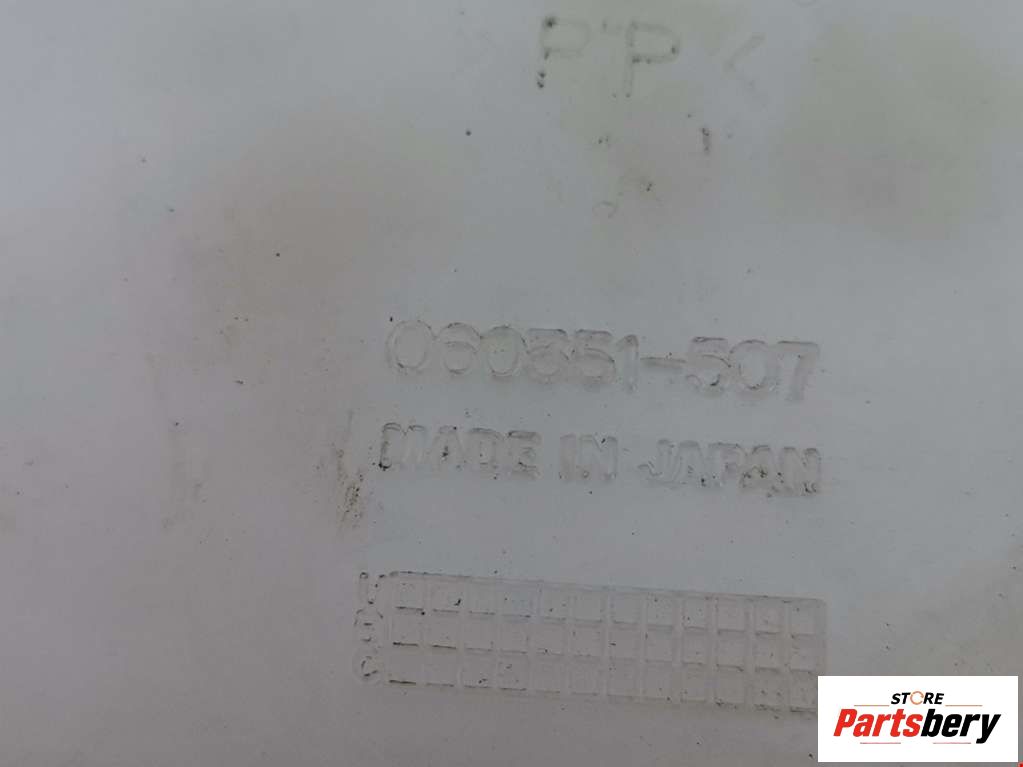 >PP<
060351-507
MADE IN JAPAN
STORE
Partsbery